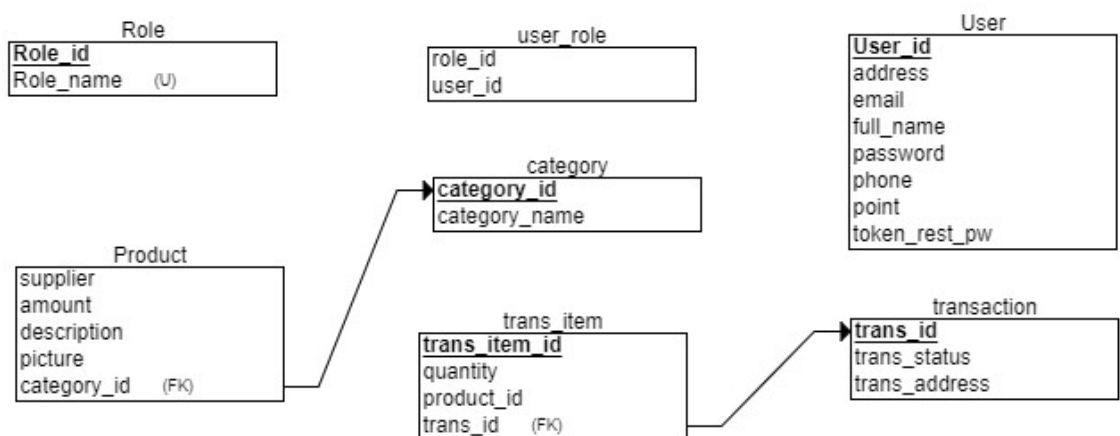 Role
Role_id
Role_name (U)
user_role
role_id
user_id
User
User_id
address
email
full_name
password
phone
point
token_rest_pw
category
category_id
category_name
Product
supplier
amount
description
picture
category_id (FK)
trans_item
trans_item_id
quantity
product_id
trans_id (FK)
transaction
trans_id
trans_status
trans_address